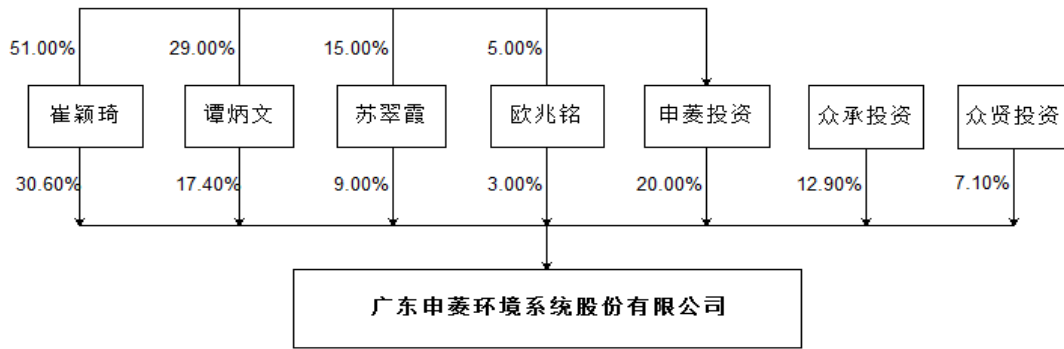 51.00% 29.00% 15.00% 5.00%
崔颖琦 谭炳文 苏翠霞 欧兆铭 申菱投资 众承投资 众贤投资
30.60% 17.40% 9.00% 3.00% 20.00% 12.90% 7.10%
广东申菱环境系统股份有限公司